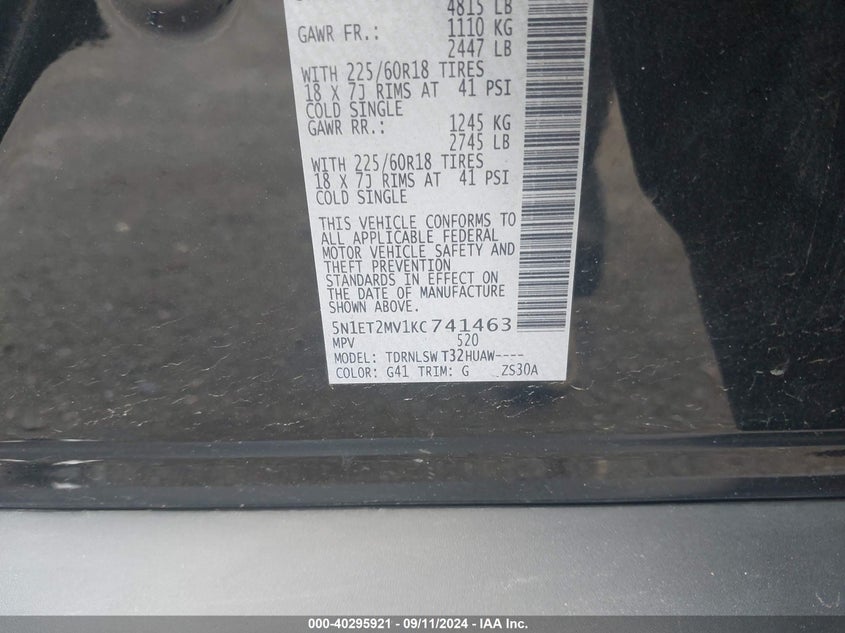 4815 LB
GAWR FR.: 1110 KG
2447 LB
WITH 225/60R18 TIRES
18 X 7J RIMS AT 41 PSI
COLD SINGLE
GAWR RR.: 1245 KG
2745 LB
WITH 225/60R18 TIRES
18 X 7J RIMS AT 41 PSI
COLD SINGLE
THIS VEHICLE CONFORMS TO
ALL APPLICABLE FEDERAL
MOTOR VEHICLE SAFETY AND
THEFT PREVENTION
STANDARDS IN EFFECT ON
THE DATE OF MANUFACTURE
SHOWN ABOVE.
5N1ET2MV1KC741463
MPV 520
MODEL: TDRNLSW T32HUAW----
COLOR: G41 TRIM: G ZS30A
000-40295921 - 09/11/2024 - IAA Inc.